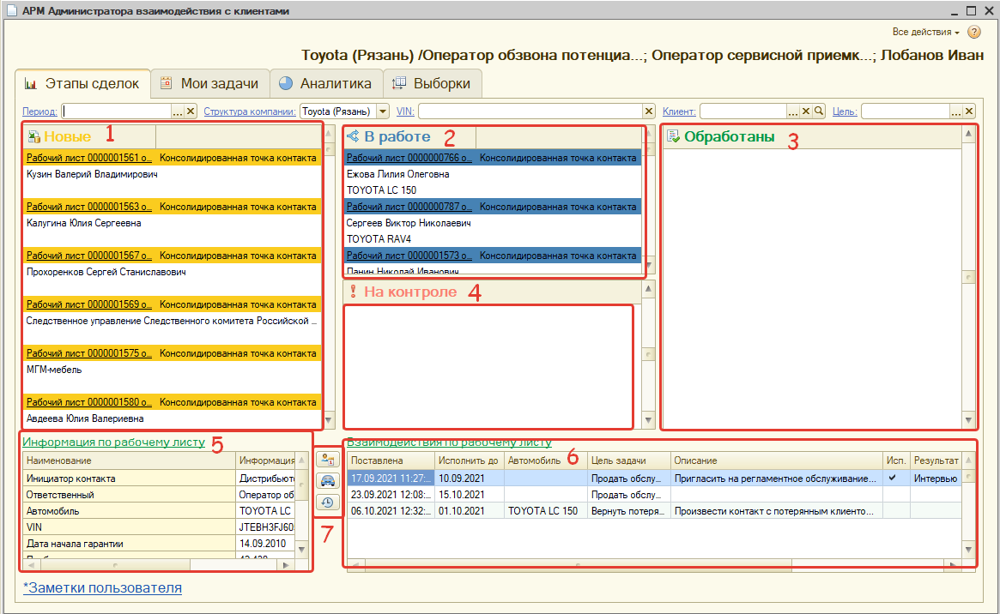 АРМ Администратора взаимодействия с клиентами
Все действия
Toyota (Рязань) /Оператор обзвона потенциа...; Оператор сервисной приемк...; Лобанов Иван
Этапы сделок Мои задачи Аналитика Выборки
Период: Структура компании: Toyota (Рязань) VIN: Клиент: Цель:
Новые 1
Рабочий лист 0000001561 о... Консолидированная точка контакта
Кузин Валерий Владимирович
Рабочий лист 0000001563 о... Консолидированная точка контакта
Калугина Юлия Сергеевна
Рабочий лист 0000001567 о... Консолидированная точка контакта
Прохоренков Сергей Станиславович
Рабочий лист 0000001569 о... Консолидированная точка контакта
Следственное управление Следственного комитета Российской ...
Рабочий лист 0000001575 о... Консолидированная точка контакта
МГМ-мебель
Рабочий лист 0000001580 о... Консолидированная точка контакта
Авдеева Юлия Валериевна
В работе 2
Рабочий лист 0000000766 о... Консолидированная точка контакта
Ежова Лилия Олеговна
TOYOTA LC 150
Рабочий лист 0000000787 о... Консолидированная точка контакта
Сергеев Виктор Николаевич
TOYOTA RAV4
Рабочий лист 0000001573 о... Консолидированная точка контакта
Панин Николай Иванович
На контроле 4
Обработаны 3
Информация по рабочему листу 5
Наименование Информация
Инициатор контакта Дистрибьют
Ответственный Оператор об
Автомобиль TOYOTA LC
VIN JTEBH3FJ60
Дата начала гарантии 14.09.2010
7
Взаимодействия по рабочему листу
Поставлена Исполнить до Автомобиль 6 Цель задачи Описание Исп. Результат
17.09.2021 11:27:... 10.09.2021 Продать обслу... Пригласить на регламентное обслуживание... Интервью
23.09.2021 12:08:... 15.10.2021 Продать обслу...
06.10.2021 12:32:... 01.10.2021 TOYOTA LC 150 Вернуть потеря... Произвести контакт с потерянным клиенто...
*Заметки пользователя